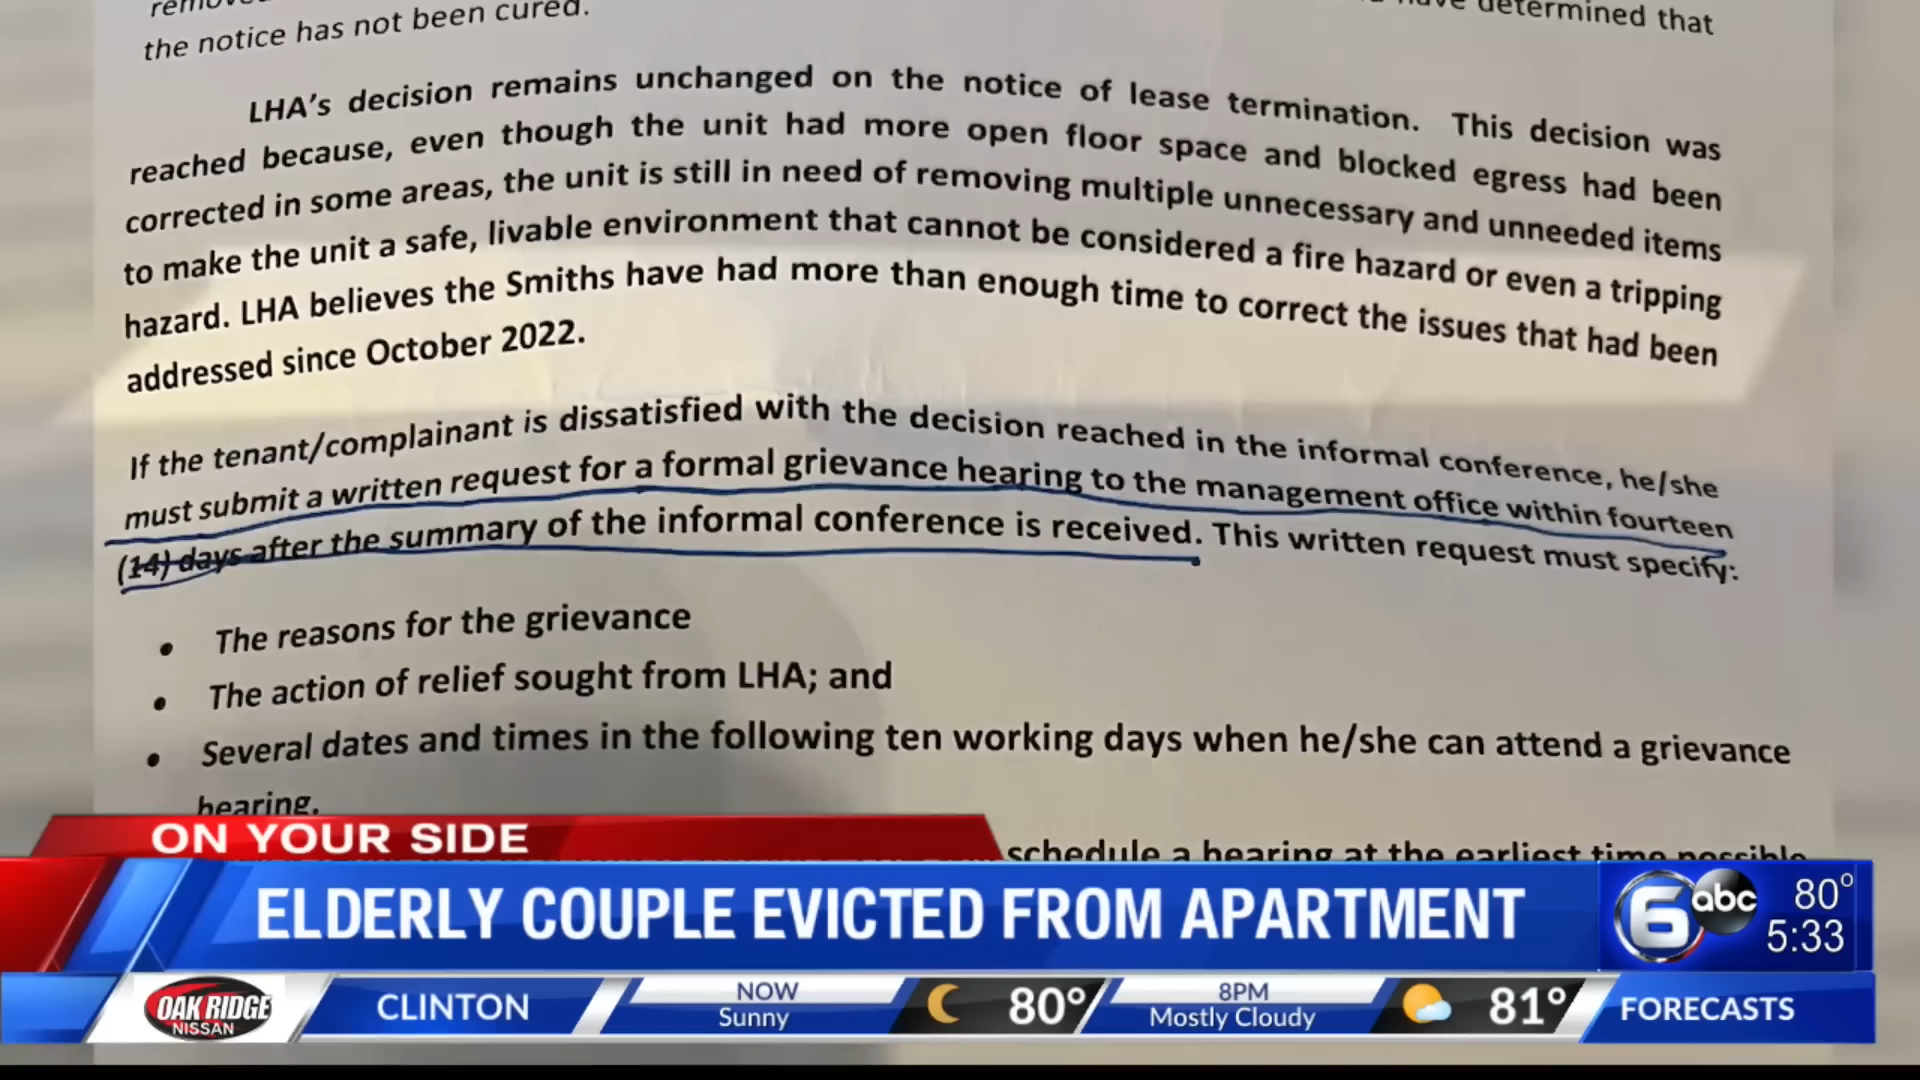 determined that
the notice has not been cured.
LHA's decision remains unchanged on the notice of lease termination. This decision was
reached because, even though the unit had more open floor space and blocked egress had been
corrected in some areas, the unit is still in need of removing multiple unnecessary and unneeded items
to make the unit a safe, livable environment that cannot be considered a fire hazard or even a tripping
hazard. LHA believes the Smiths have had more than enough time to correct the issues that had been
addressed since October 2022.
If the tenant/complainant is dissatisfied with the decision reached in the informal conference, he/she
must submit a written request for a formal grievance hearing to the management office within fourteen
(14) days after the summary of the informal conference is received. This written request must specify:
• The reasons for the grievance
• The action of relief sought from LHA; and
• Several dates and times in the following ten working days when he/she can attend a grievance
hearing.
schedule a hearing at the earliest time possible
ON YOUR SIDE
ELDERLY COUPLE EVICTED FROM APARTMENT
6 abc
80°
5:33
OAK RIDGE
NISSAN
CLINTON
NOW
Sunny
80°
8PM
Mostly Cloudy
81°
FORECASTS